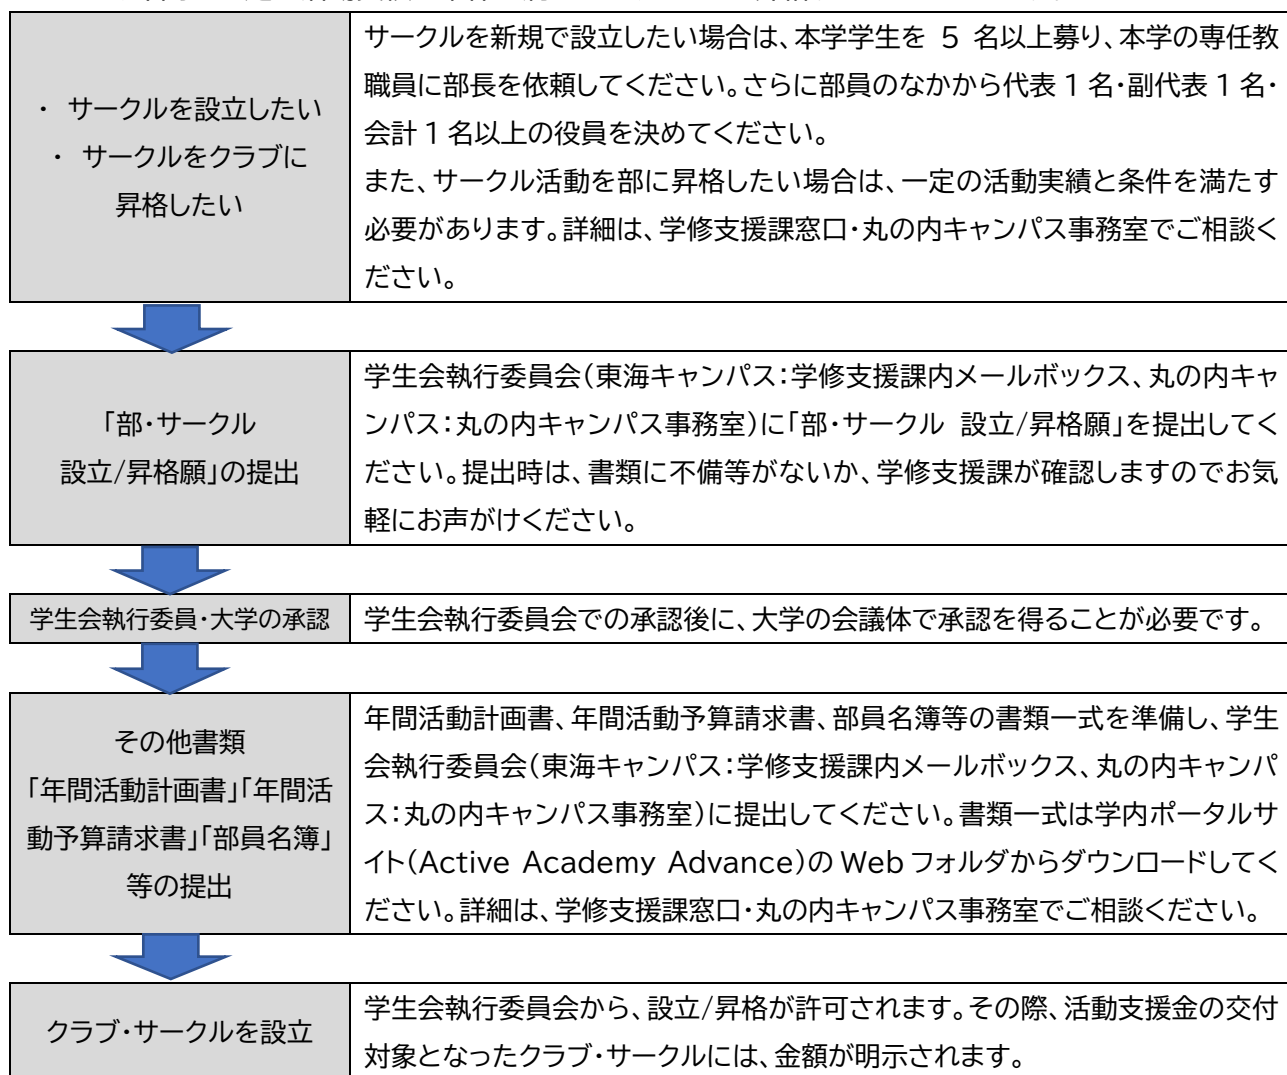 サークルを新規で設立したい場合は、本学学生を 5 名以上募り、本学の専任教
職員に部長を依頼してください。さらに部員のなかから代表1名・副代表1名・
会計1名以上の役員を決めてください。
また、サークル活動を部に昇格したい場合は、一定の活動実績と条件を満たす
必要があります。詳細は、学修支援課窓口・丸の内キャンパス事務室でご相談く
ださい。
・ サークルを設立したい
・ サークルをクラブに
昇格したい
「部・サークル
設立/昇格願」の提出
学生会執行委員会(東海キャンパス:学修支援課内メールボックス、丸の内キャ
ンパス:丸の内キャンパス事務室)に「部・サークル 設立/昇格願」を提出してく
ださい。提出時は、書類に不備等がないか、学修支援課が確認しますのでお気
軽にお声がけください。
学生会執行委員・大学の承認
学生会執行委員会での承認後に、大学の会議体で承認を得ることが必要です。
その他書類
「年間活動計画書」「年間活
動予算請求書」「部員名簿」
等の提出
年間活動計画書、年間活動予算請求書、部員名簿等の書類一式を準備し、学生
会執行委員会(東海キャンパス:学修支援課内メールボックス、丸の内キャンパ
ス:丸の内キャンパス事務室)に提出してください。書類一式は学内ポータルサ
イト(Active Academy Advance)の Web フォルダからダウンロードしてく
ださい。詳細は、学修支援課窓口・丸の内キャンパス事務室でご相談ください。
クラブ・サークルを設立
学生会執行委員会から、設立/昇格が許可されます。その際、活動支援金の交付
対象となったクラブ・サークルには、金額が明示されます。